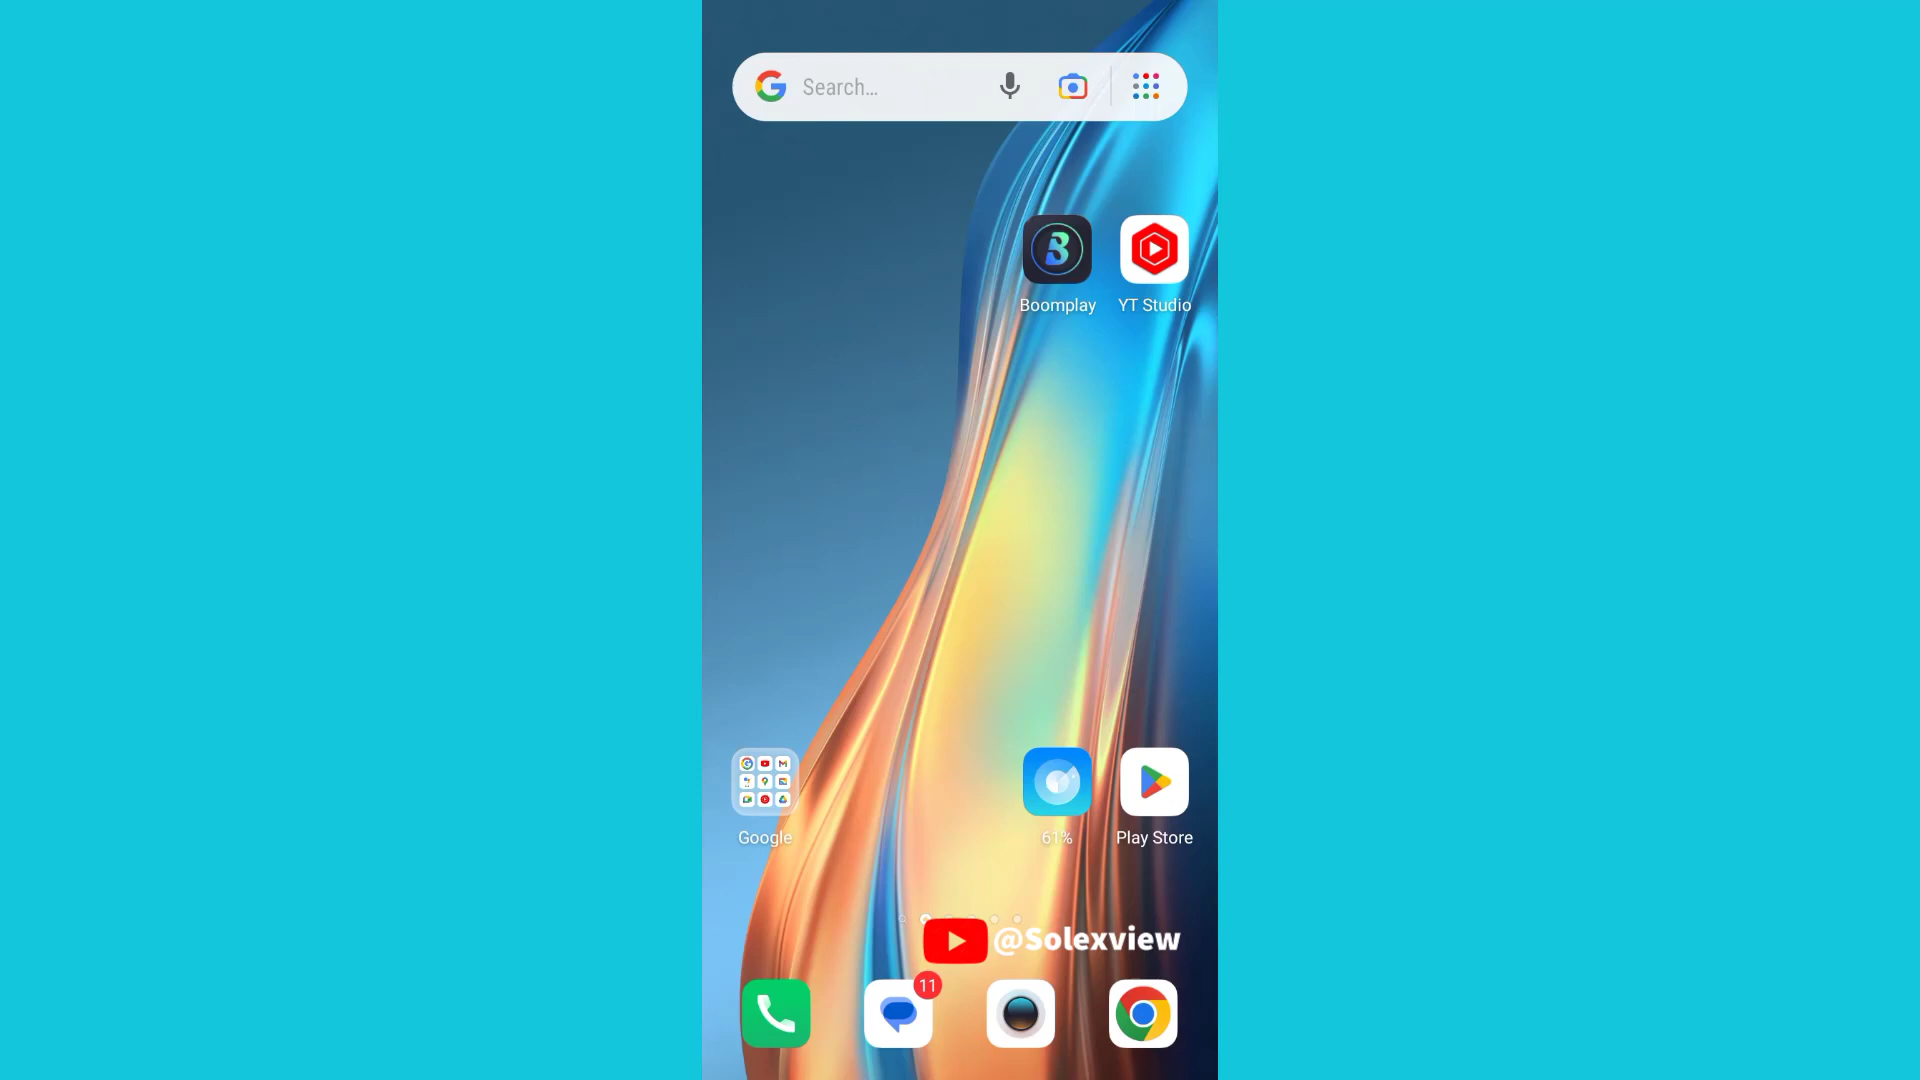 Search...
Boomplay
YT Studio
Google
61%
Play Store
@Solexview
11